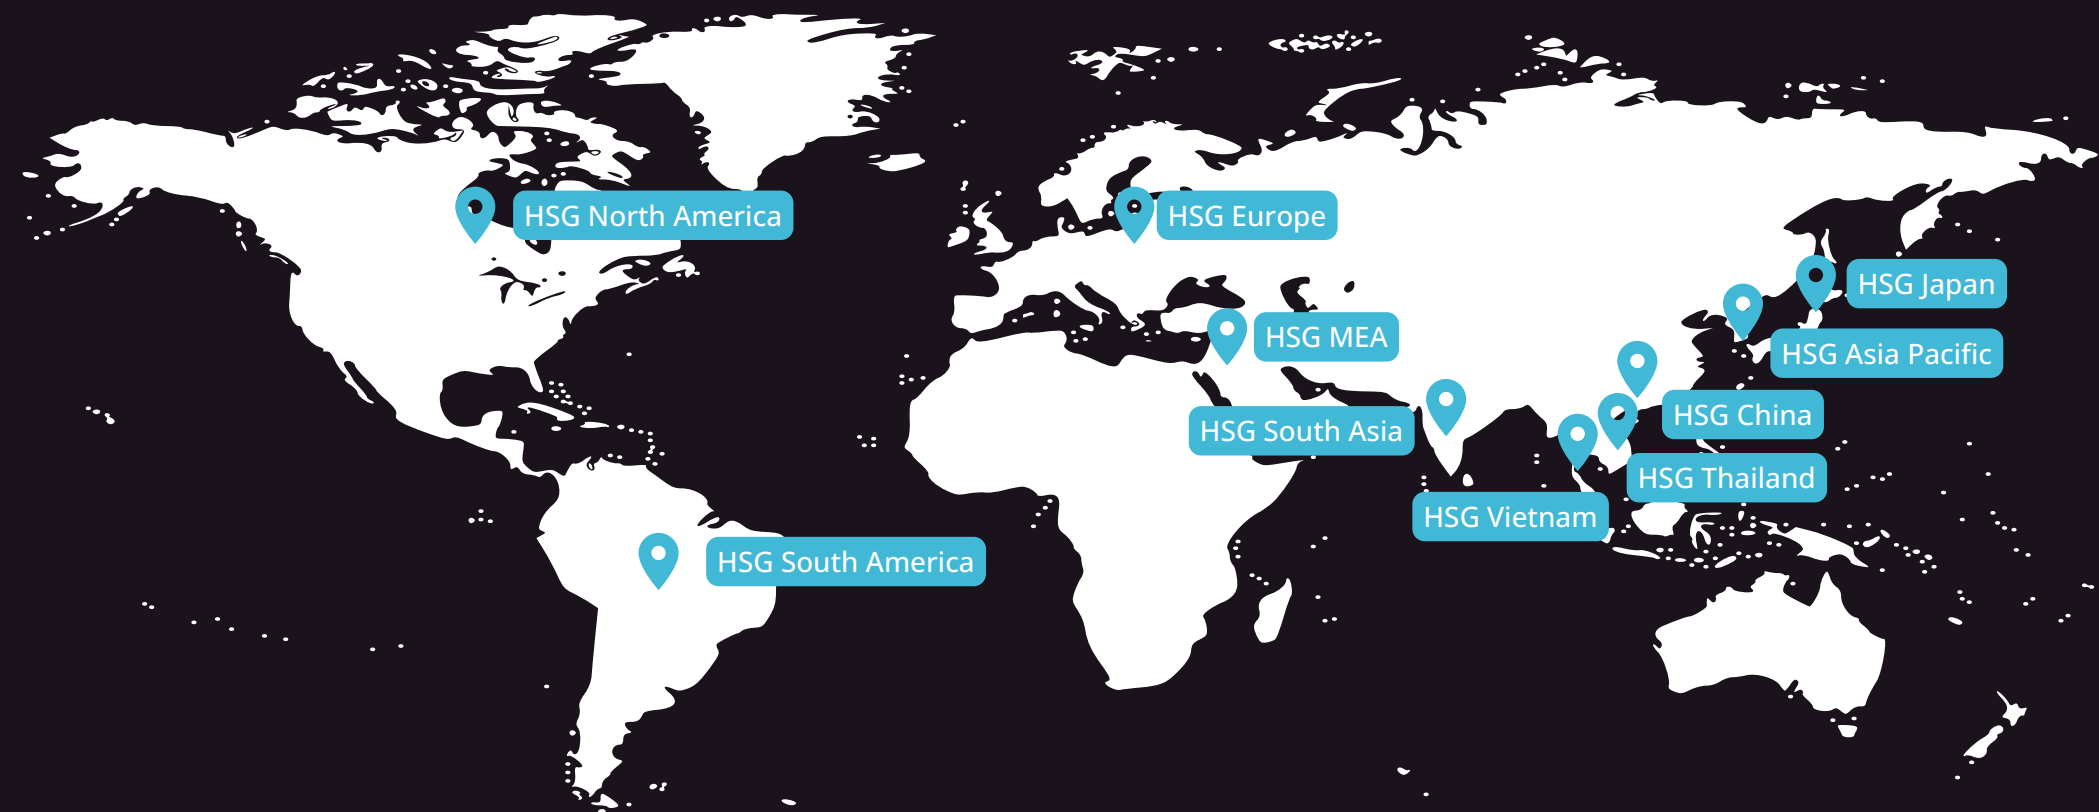 HSG North America
HSG Europe
HSG Japan
HSG MEA
HSG Asia Pacific
HSG China
HSG South Asia
HSG Thailand
HSG Vietnam
HSG South America